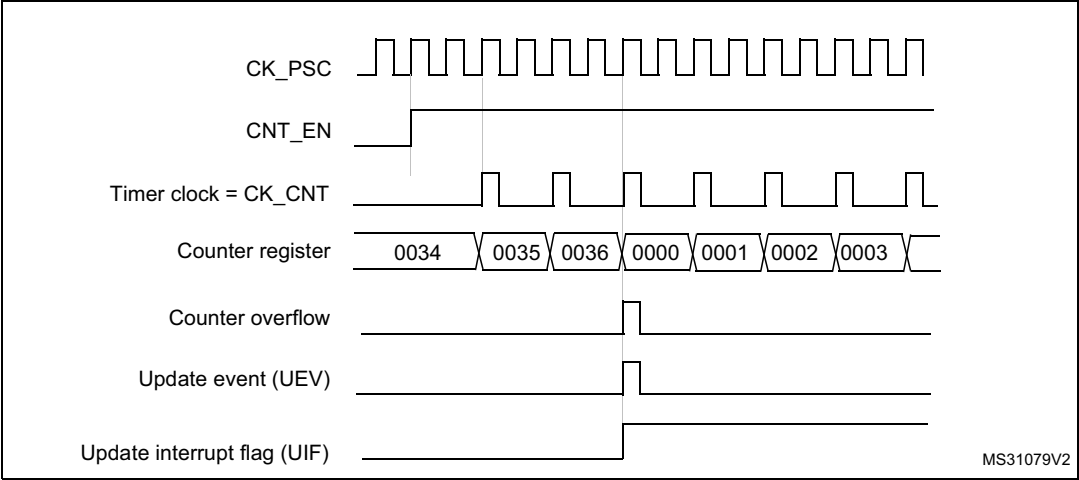 CK_PSC
CNT_EN
Timer clock = CK_CNT
Counter register 0034 0035 0036 0000 0001 0002 0003
Counter overflow
Update event (UEV)
Update interrupt flag (UIF)
MS31079V2